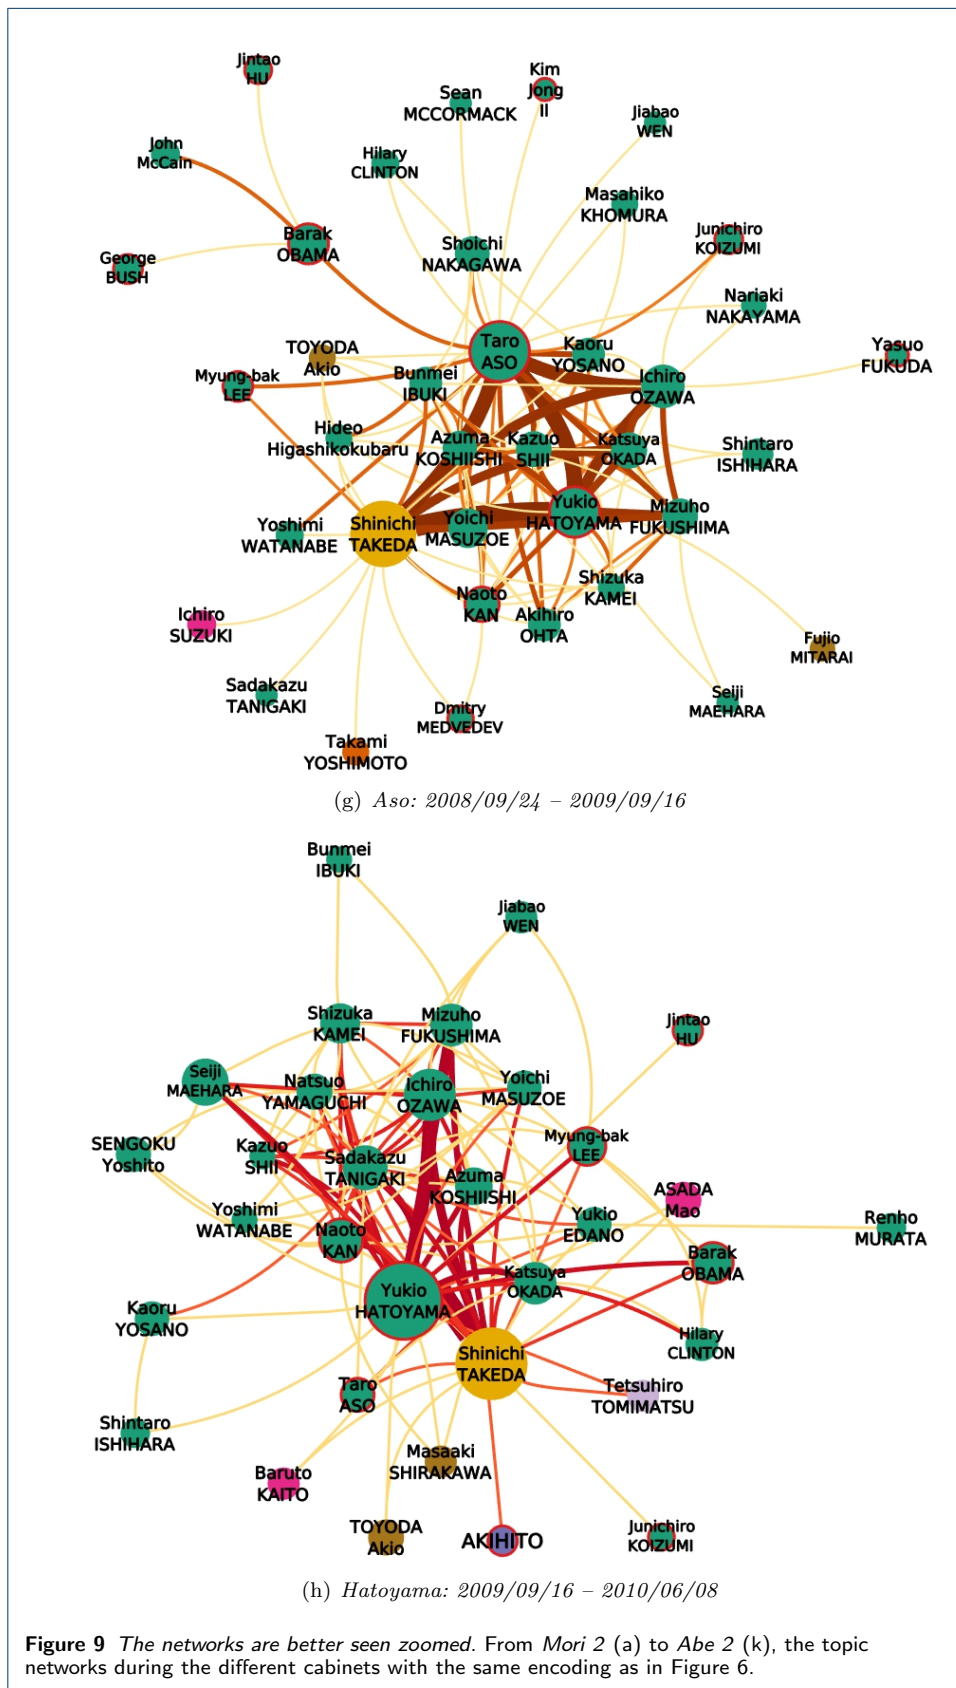 Jintao
HU
Kim
Jong
Il
Sean
MCCORMACK
Jiabao
WEN
John
McCain
Hilary
CLINTON
Masahiko
KHOMURA
Barak
OBAMA
Shoichi
NAKAGAWA
Junichiro
KOIZUMI
George
BUSH
Nariaki
NAKAYAMA
Taro
ASO
Kaoru
YOSANO
Yasuo
FUKUDA
TOYODA
Akio
Myung-bak
LEE
Bunmei
IBUKI
Ichiro
OZAWA
Hideo
Higashikokubaru
Azuma
KOSHIISHI
Kazuo
SHII
Katsuya
OKADA
Shintaro
ISHIHARA
Yoshimi
WATANABE
Shinichi
TAKEDA
Yoichi
MASUZOE
Yukio
HATOYAMA
Mizuho
FUKUSHIMA
Shizuka
KAMEI
Naoto
KAN
Akihiro
OHTA
Ichiro
SUZUKI
Fujio
MITARAI
Sadakazu
TANIGAKI
Dmitry
MEDVEDEV
Seiji
MAEHARA
Takami
YOSHIMOTO
(g) Aso: 2008/09/24 – 2009/09/16
Bunmei
IBUKI
Jiabao
WEN
Shizuka
KAMEI
Mizuho
FUKUSHIMA
Jintao
HU
Seiji
MAEHARA
Natsuo
YAMAGUCHI
Ichiro
OZAWA
Yoichi
MASUZOE
SENGOKU
Yoshito
Kazuo
SHII
Sadakazu
TANIGAKI
Azuma
KOSHIISHI
Myung-bak
LEE
ASADA
Mao
Yoshimi
WATANABE
Naoto
KAN
Yukio
EDANO
Renho
MURATA
Barak
OBAMA
Yukio
HATOYAMA
Katsuya
OKADA
Kaoru
YOSANO
Hilary
CLINTON
Shinichi
TAKEDA
Taro
ASO
Tetsuhiro
TOMIMATSU
Shintaro
ISHIHARA
Masaaki
SHIRAKAWA
Baruto
KAITO
TOYODA
Akio
AKIHITO
Junichiro
KOIZUMI
(h) Hatoyama: 2009/09/16 – 2010/06/08
Figure 9 The networks are better seen zoomed. From Mori 2 (a) to Abe 2 (k), the topic
networks during the different cabinets with the same encoding as in Figure 6.